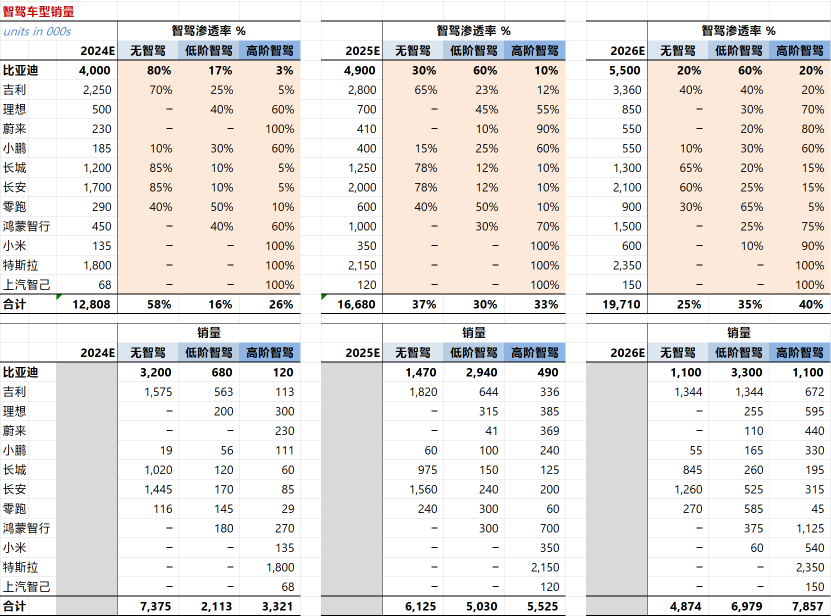 智驾车型销量
units in 000s 智驾渗透率 % 智驾渗透率 % 智驾渗透率 %
2024E 无智驾 低阶智驾 高阶智驾 2025E 无智驾 低阶智驾 高阶智驾 2026E 无智驾 低阶智驾 高阶智驾
比亚迪 4,000 80% 17% 3% 4,900 30% 60% 10% 5,500 20% 60% 20%
吉利 2,250 70% 25% 5% 2,800 65% 23% 12% 3,360 40% 40% 20%
理想 500 – 40% 60% 700 – 45% 55% 850 – 30% 70%
蔚来 230 – – 100% 410 – 10% 90% 550 – 20% 80%
小鹏 185 10% 30% 60% 400 15% 25% 60% 550 10% 30% 60%
长城 1,200 85% 10% 5% 1,250 78% 12% 10% 1,300 65% 20% 15%
长安 1,700 85% 10% 5% 2,000 78% 12% 10% 2,100 60% 25% 15%
零跑 290 40% 50% 10% 600 40% 50% 10% 900 30% 65% 5%
鸿蒙智行 450 – 40% 60% 1,000 – 30% 70% 1,500 – 25% 75%
小米 135 – – 100% 350 – – 100% 600 – 10% 90%
特斯拉 1,800 – – 100% 2,150 – – 100% 2,350 – – 100%
上汽智己 68 – – 100% 120 – – 100% 150 – – 100%
合计 12,808 58% 16% 26% 16,680 37% 30% 33% 19,710 25% 35% 40%
销量 销量 销量
2024E 无智驾 低阶智驾 高阶智驾 2025E 无智驾 低阶智驾 高阶智驾 2026E 无智驾 低阶智驾 高阶智驾
比亚迪 3,200 680 120 1,470 2,940 490 1,100 3,300 1,100
吉利 1,575 563 113 1,820 644 336 1,344 1,344 672
理想 – 200 300 – 315 385 – 255 595
蔚来 – – 230 – 41 369 – 110 440
小鹏 19 56 111 60 100 240 55 165 330
长城 1,020 120 60 975 150 125 845 260 195
长安 1,445 170 85 1,560 240 200 1,260 525 315
零跑 116 145 29 240 300 60 270 585 45
鸿蒙智行 – 180 270 – 300 700 – 375 1,125
小米 – – 135 – – 350 – 60 540
特斯拉 – – 1,800 – – 2,150 – – 2,350
上汽智己 – – 68 – – 120 – – 150
合计 7,375 2,113 3,321 6,125 5,030 5,525 4,874 6,979 7,857